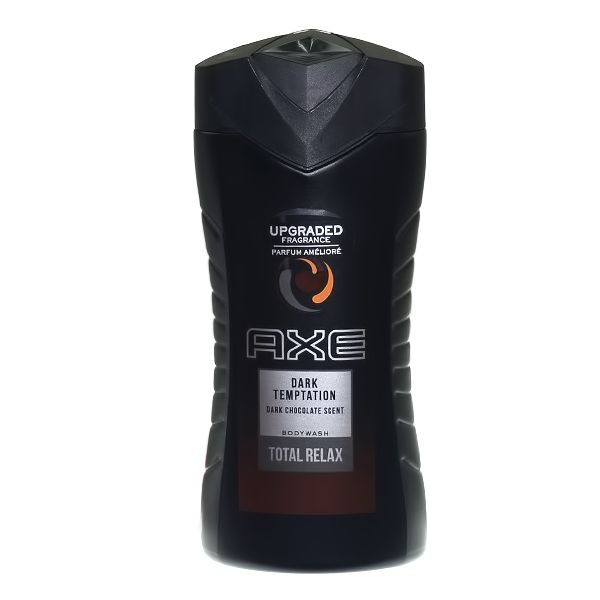 UPGRADED
FRAGRANCE
PARFUM AMÉLIORÉ
AXE
DARK
TEMPTATION
DARK CHOCOLATE SCENT
BODYWASH
TOTAL RELAX